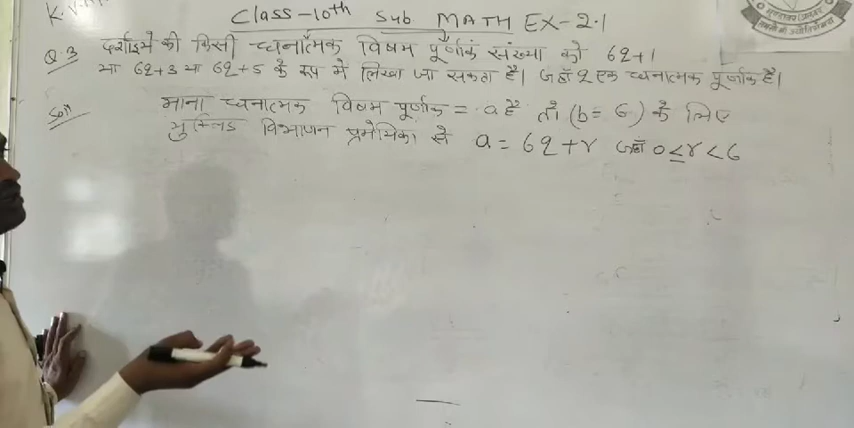 Class-10th Sub MATH EX-2.1
Q.3 दर्शाइये की किसी धनात्मक विषम पूर्णांक संख्या को 6q+1
या 6q+3 या 6q+5 के रूप में लिखा जा सकता है। जहाँ q एक धनात्मक पूर्णांक है।
Solⁿ माना धनात्मक विषम पूर्णांक = a है तो (b = 6) के लिए
युक्लिड विभाजन प्रमेयिका से a = 6q+r जहाँ 0≤r<6